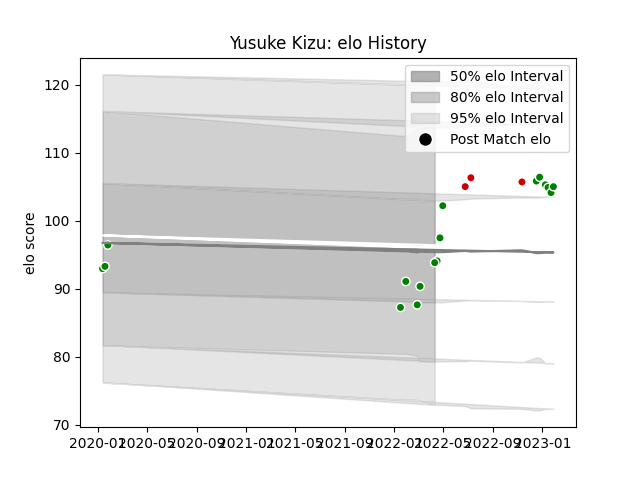 Yusuke Kizu: elo History
elo score
120
110
100
90
80
70
50% elo Interval
80% elo Interval
95% elo Interval
Post Match elo
2020-01
2020-05
2020-09
2021-01
2021-05
2021-09
2022-01
2022-05
2022-09
2023-01